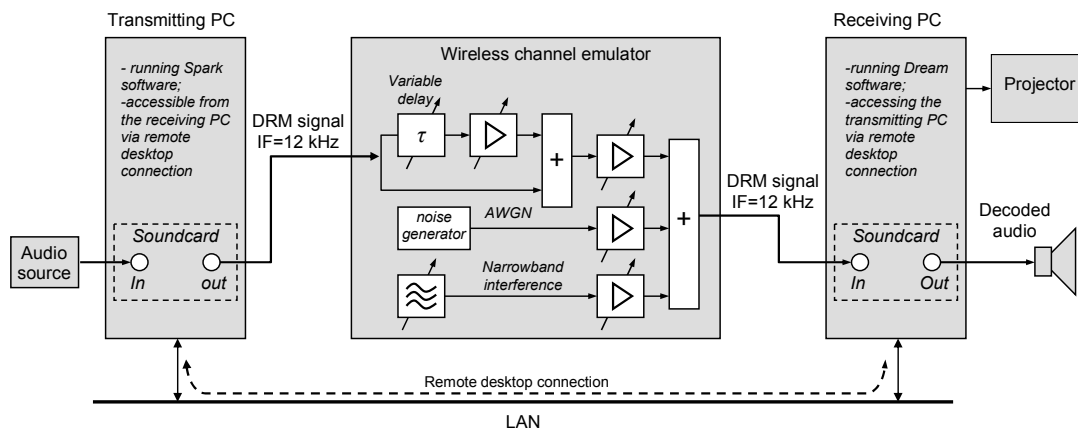 Transmitting PC
- running Spark
software;
-accessible from
the receiving PC
via remote
desktop
connection
Soundcard
In
out
Audio
source
DRM signal
IF=12 kHz
Wireless channel emulator
Variable
delay
τ
+
noise
generator
AWGN
Narrowband
interference
+
DRM signal
IF=12 kHz
Receiving PC
-running Dream
software;
-accessing the
transmitting PC
via remote
desktop
connection
Soundcard
In
Out
Projector
Decoded
audio
Remote desktop connection
LAN